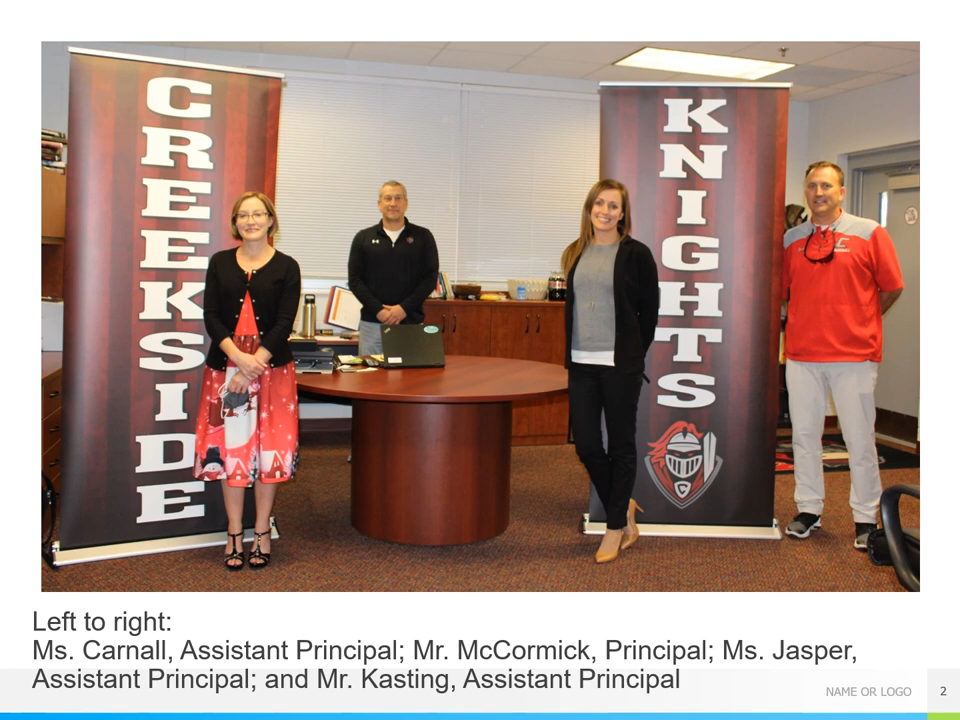 CREEKSIDE
KNIGHTS
C
C
Left to right:
Ms. Carnall, Assistant Principal; Mr. McCormick, Principal; Ms. Jasper,
Assistant Principal; and Mr. Kasting, Assistant Principal
NAME OR LOGO
2